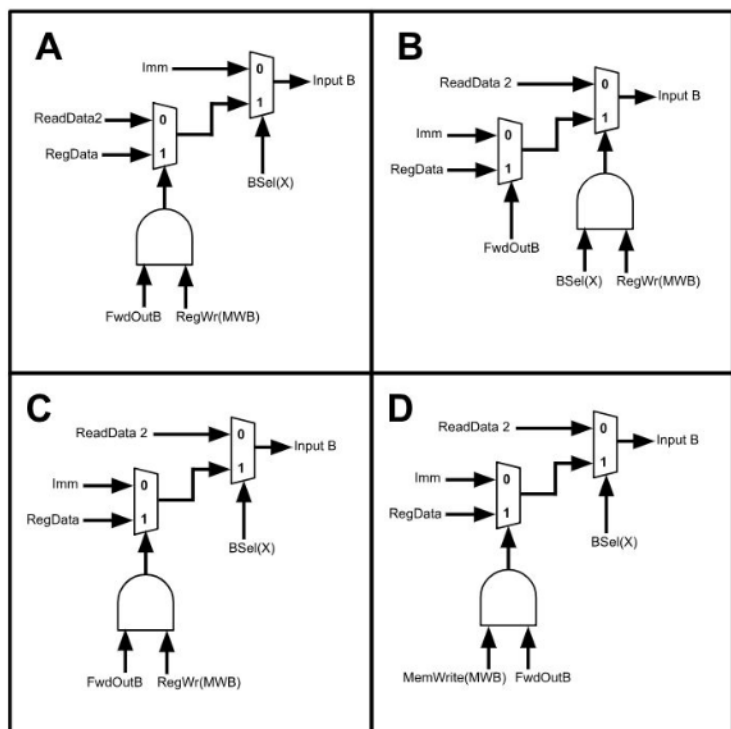 A
Imm
0
Input B
1
ReadData2
0
RegData
1
BSel(X)
FwdOutB
RegWr(MWB)
B
ReadData 2
0
Input B
1
Imm
0
RegData
1
FwdOutB
BSel(X)
RegWr(MWB)
C
ReadData 2
0
Input B
1
Imm
0
RegData
1
BSel(X)
FwdOutB
RegWr(MWB)
D
ReadData 2
0
Input B
1
Imm
0
RegData
1
BSel(X)
MemWrite(MWB)
FwdOutB